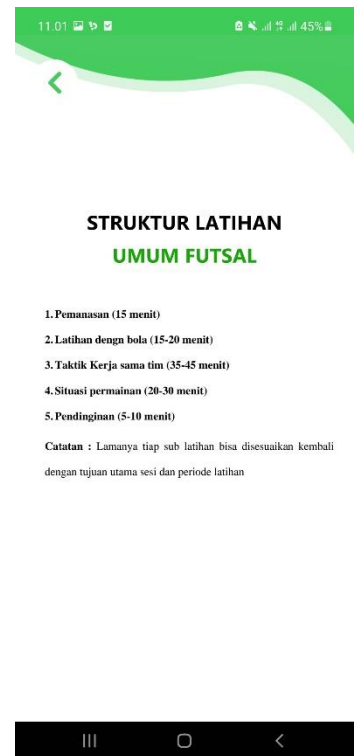 11.01
45%
STRUKTUR LATIHAN
UMUM FUTSAL
1. Pemanasan (15 menit)
2. Latihan dengn bola (15-20 menit)
3. Taktik Kerja sama tim (35-45 menit)
4. Situasi permainan (20-30 menit)
5. Pendinginan (5-10 menit)
Catatan : Lamanya tiap sub latihan bisa disesuaikan kembali
dengan tujuan utama sesi dan periode latihan